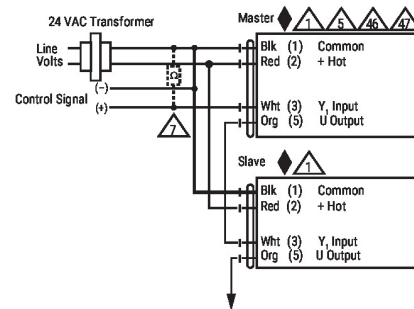 24 VAC Transformer
Master 1 5 46 47
Line
Volts
Blk (1) Common
Red (2) + Hot
Ω
(–)
Control Signal
(+)
Wht (3) Y, Input
Org (5) U Output
7
Slave 1
Blk (1) Common
Red (2) + Hot
Wht (3) Y, Input
Org (5) U Output